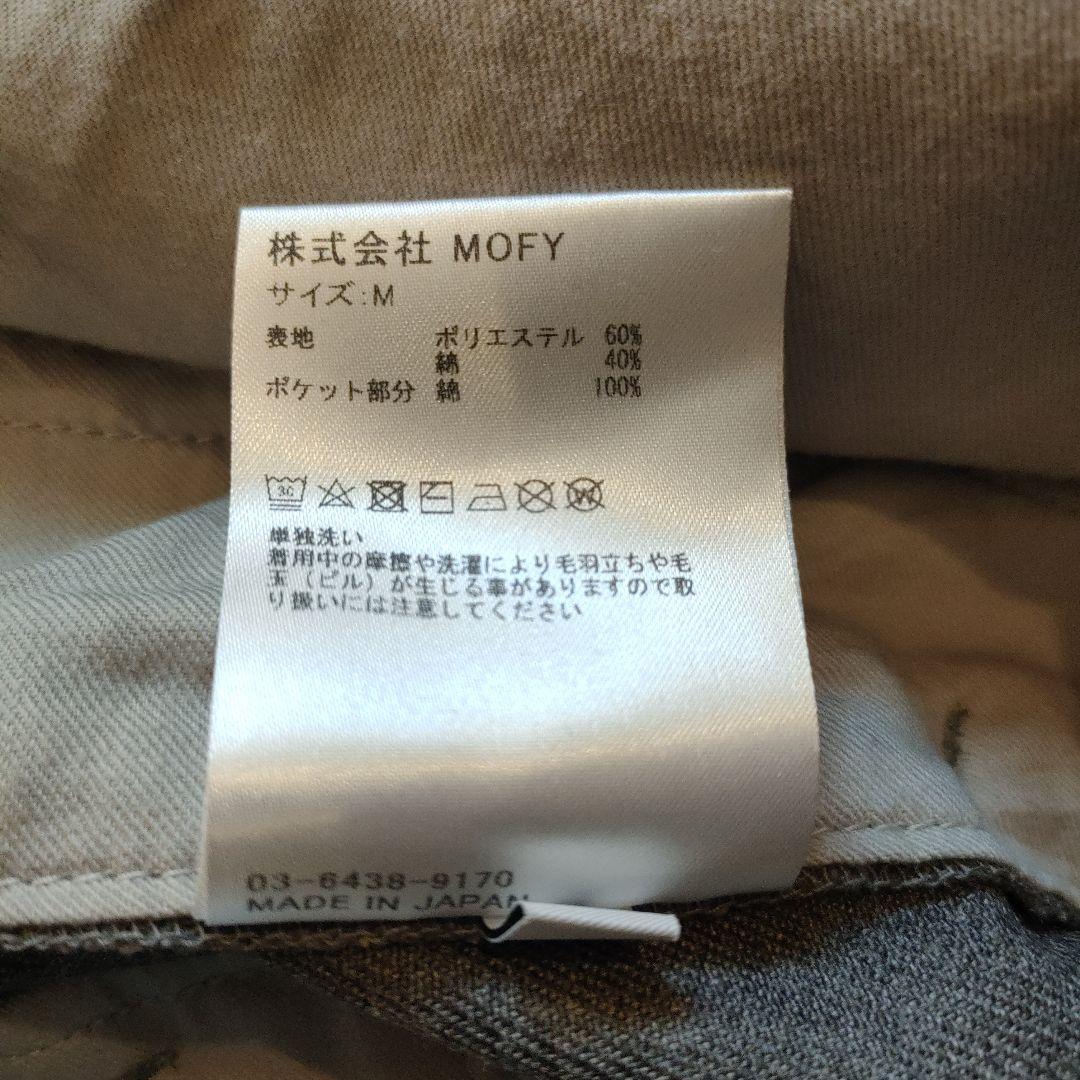 株式会社 MOFY
サイズ:M
表地 ポリエステル 60%
綿 40%
ポケット部分 綿 100%
30
W
単独洗い
着用中の摩擦や洗濯により毛羽立ちや毛
玉（ピル）が生じる事がありますので取
り扱いには注意してください
03-6438-9170
MADE IN JAPAN